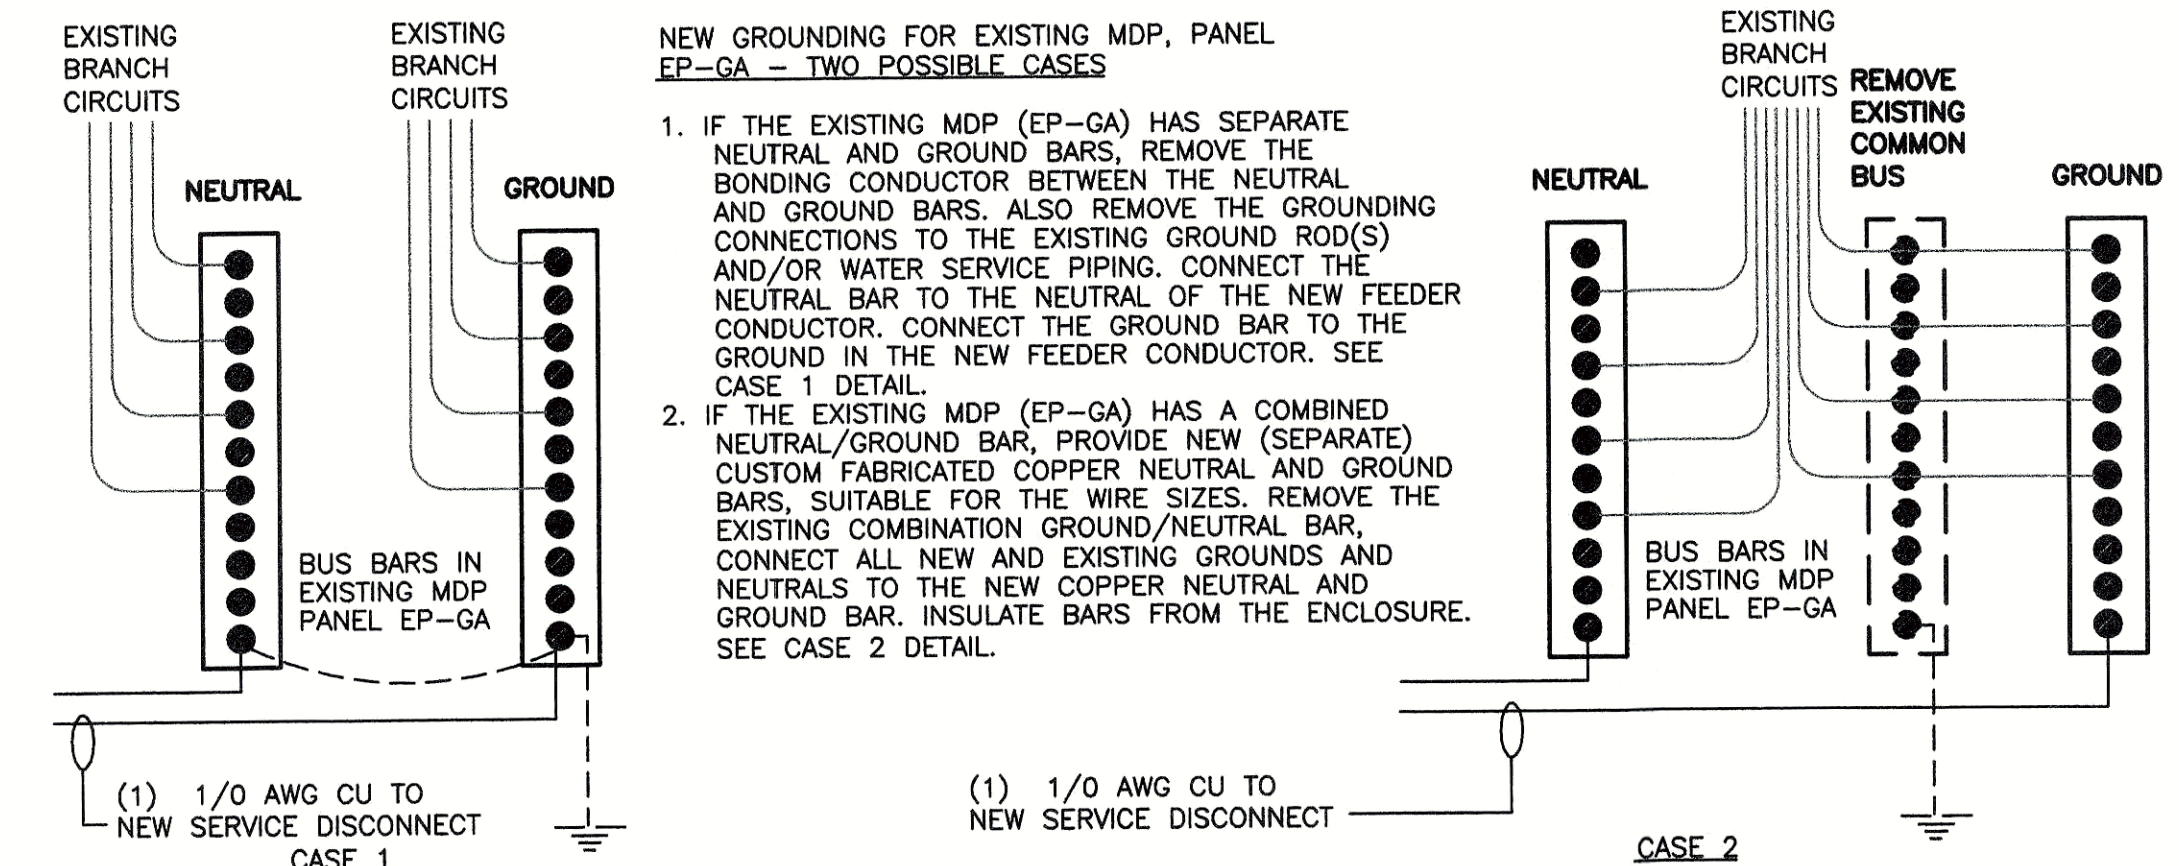 EXISTING
BRANCH
CIRCUITS
NEUTRAL
EXISTING
BRANCH
CIRCUITS
GROUND
BUS BARS IN
EXISTING MDP
PANEL EP-GA
(1) 1/0 AWG CU TO
NEW SERVICE DISCONNECT
CASE 1
NEW GROUNDING FOR EXISTING MDP, PANEL
EP-GA - TWO POSSIBLE CASES
1. IF THE EXISTING MDP (EP-GA) HAS SEPARATE
NEUTRAL AND GROUND BARS, REMOVE THE
BONDING CONDUCTOR BETWEEN THE NEUTRAL
AND GROUND BARS. ALSO REMOVE THE GROUNDING
CONNECTIONS TO THE EXISTING GROUND ROD(S)
AND/OR WATER SERVICE PIPING. CONNECT THE
NEUTRAL BAR TO THE NEUTRAL OF THE NEW FEEDER
CONDUCTOR. CONNECT THE GROUND BAR TO THE
GROUND IN THE NEW FEEDER CONDUCTOR. SEE
CASE 1 DETAIL.
2. IF THE EXISTING MDP (EP-GA) HAS A COMBINED
NEUTRAL/GROUND BAR, PROVIDE NEW (SEPARATE)
CUSTOM FABRICATED COPPER NEUTRAL AND GROUND
BARS, SUITABLE FOR THE WIRE SIZES. REMOVE THE
EXISTING COMBINATION GROUND/NEUTRAL BAR,
CONNECT ALL NEW AND EXISTING GROUNDS AND
NEUTRALS TO THE NEW COPPER NEUTRAL AND
GROUND BAR. INSULATE BARS FROM THE ENCLOSURE.
SEE CASE 2 DETAIL.
EXISTING
BRANCH
CIRCUITS
REMOVE
EXISTING
COMMON
BUS
NEUTRAL
GROUND
BUS BARS IN
EXISTING MDP
PANEL EP-GA
(1) 1/0 AWG CU TO
NEW SERVICE DISCONNECT
CASE 2